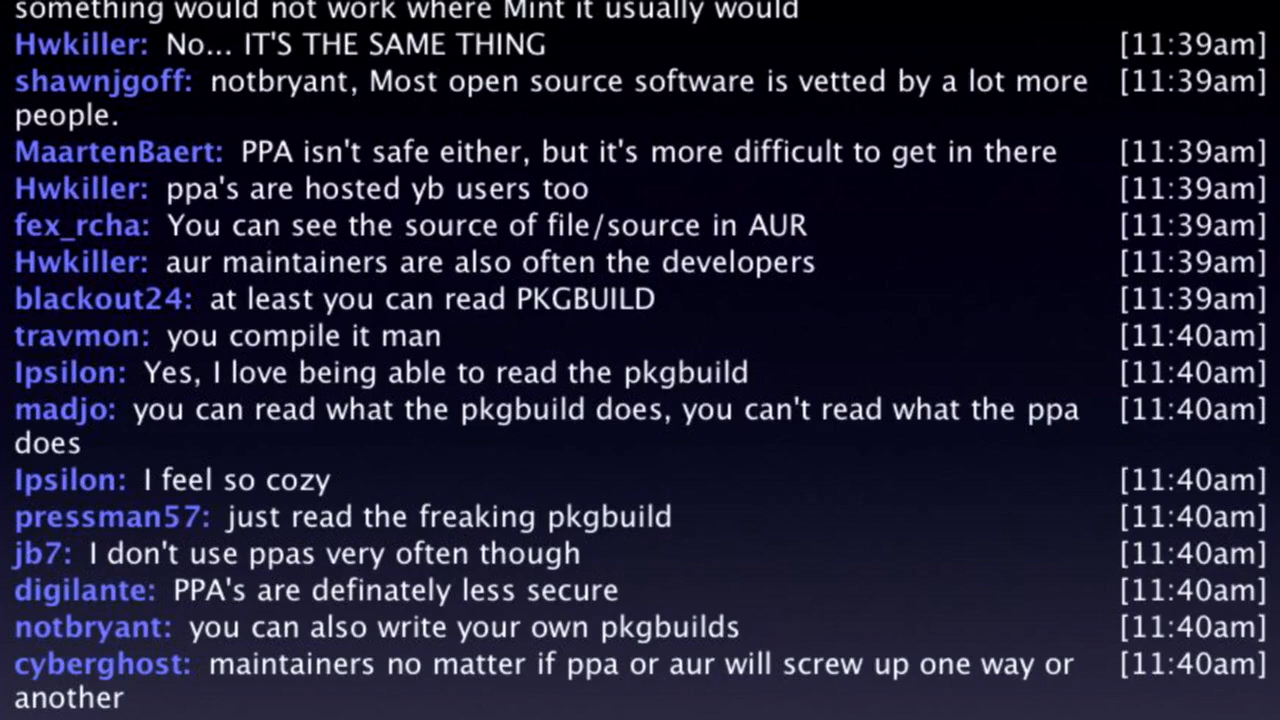 something would not work where Mint it usually would
Hwkiller: No... IT'S THE SAME THING [11:39am]
shawnjgoff: notbryant, Most open source software is vetted by a lot more [11:39am]
people.
MaartenBaert: PPA isn't safe either, but it's more difficult to get in there [11:39am]
Hwkiller: ppa's are hosted yb users too [11:39am]
fex_rcha: You can see the source of file/source in AUR [11:39am]
Hwkiller: aur maintainers are also often the developers [11:39am]
blackout24: at least you can read PKGBUILD [11:39am]
travmon: you compile it man [11:40am]
Ipsilon: Yes, I love being able to read the pkgbuild [11:40am]
madjo: you can read what the pkgbuild does, you can't read what the ppa [11:40am]
does
Ipsilon: I feel so cozy [11:40am]
pressman57: just read the freaking pkgbuild [11:40am]
jb7: I don't use ppas very often though [11:40am]
digilante: PPA's are definately less secure [11:40am]
notbryant: you can also write your own pkgbuilds [11:40am]
cyberghost: maintainers no matter if ppa or aur will screw up one way or [11:40am]
another